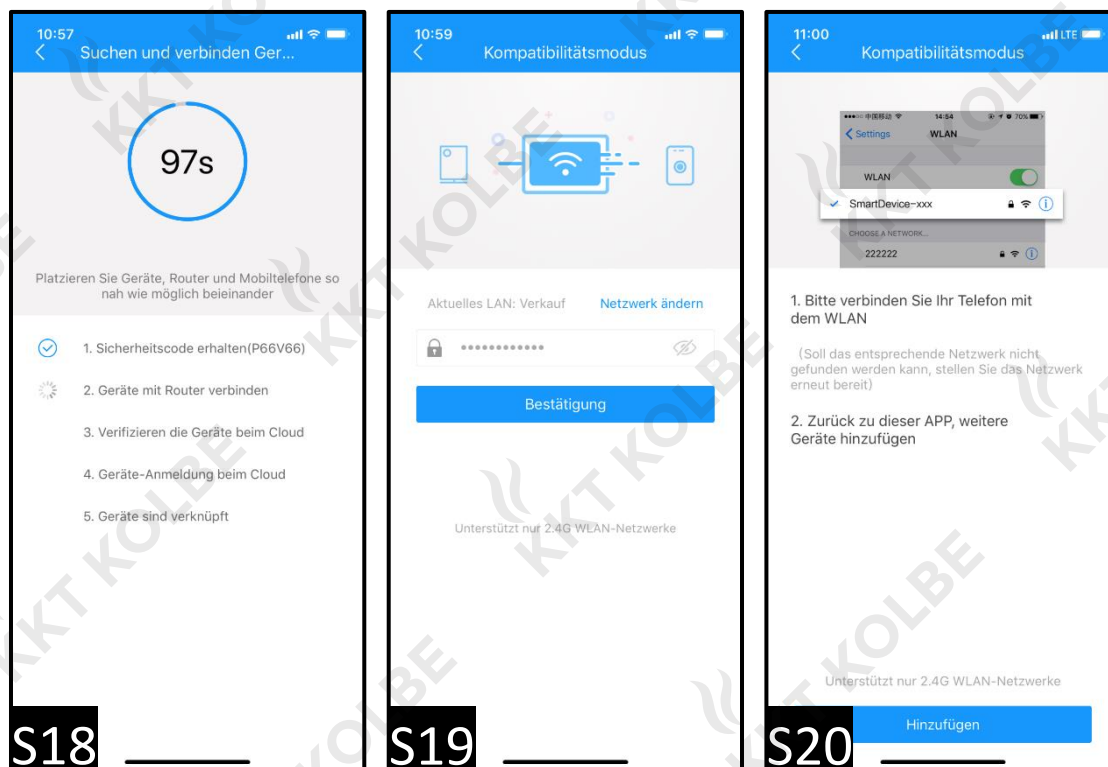 10:57
Suchen und verbinden Ger...
97s
Platzieren Sie Geräte, Router und Mobiltelefone so
nah wie möglich beieinander
1. Sicherheitscode erhalten(P66V66)
2. Geräte mit Router verbinden
3. Verifizieren die Geräte beim Cloud
4. Geräte-Anmeldung beim Cloud
5. Geräte sind verknüpft
S18
10:59
Kompatibilitätsmodus
Aktuelles LAN: Verkauf Netzwerk ändern
Bestätigung
Unterstützt nur 2.4G WLAN-Netzwerke
S19
11:00 LTE
Kompatibilitätsmodus
中国移动 14:54 70%
Settings WLAN
WLAN
SmartDevice-xxx
CHOOSE A NETWORK...
222222
1. Bitte verbinden Sie Ihr Telefon mit
dem WLAN
(Soll das entsprechende Netzwerk nicht
gefunden werden kann, stellen Sie das Netzwerk
erneut bereit)
2. Zurück zu dieser APP, weitere
Geräte hinzufügen
Unterstützt nur 2.4G WLAN-Netzwerke
Hinzufügen
S20
KKT KOLBE